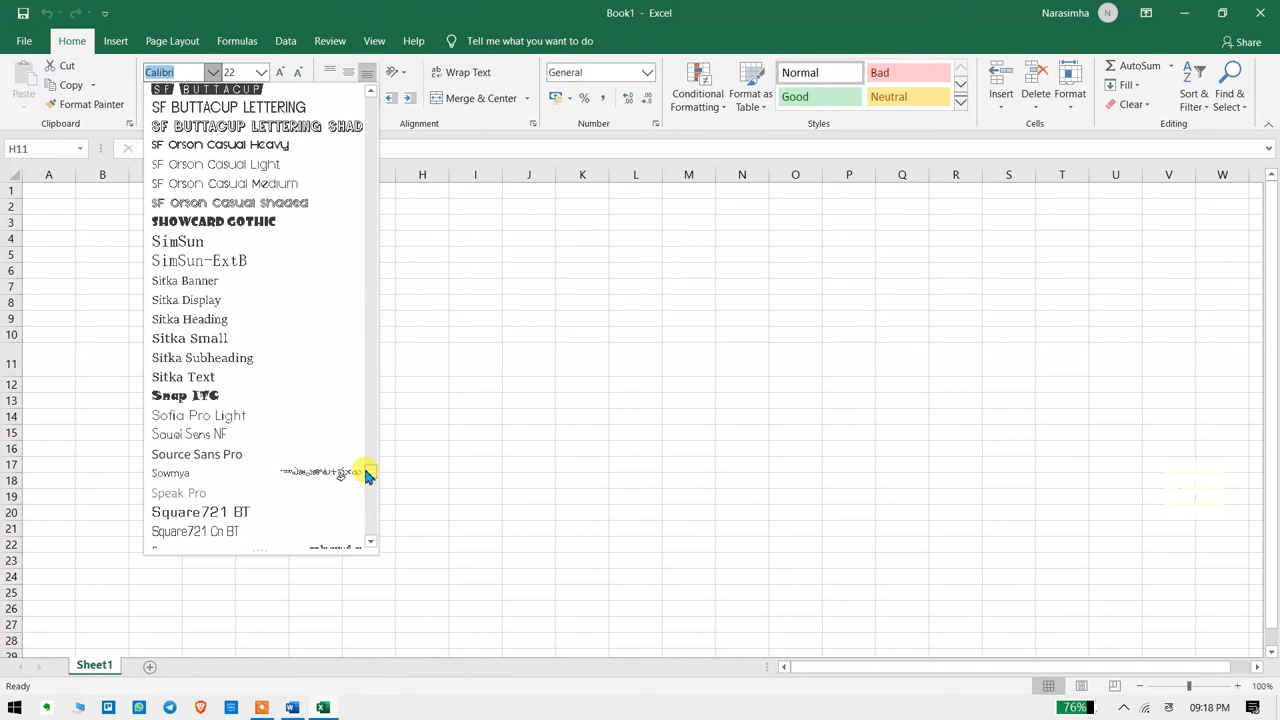 Book1 - Excel
Narasimha
N
File
Home
Insert
Page Layout
Formulas
Data
Review
View
Help
Tell me what you want to do
Share
Paste
Cut
Copy
Format Painter
Clipboard
Calibri
22
Wrap Text
Merge & Center
Alignment
General
%
Number
Conditional
Formatting
Format as
Table
Normal
Bad
Good
Neutral
Styles
Insert
Delete
Format
Cells
AutoSum
Fill
Clear
Sort &
Filter
Find &
Select
Editing
H11
A B H I J K L M N O P Q R S T U V W
1
2
3
4
5
6
7
8
9
10
11
12
13
14
15
16
17
18
19
20
21
22
23
24
25
26
27
28
29
SF BUTTACUP
SF BUTTACUP LETTERING
SF BUTTACUP LETTERING SHAD
SF Orson Casual Heavy
SF Orson Casual Light
SF Orson Casual Medium
SF Orson Casual Shaded
SHOWCARD GOTHIC
SimSun
SimSun-ExtB
Sitka Banner
Sitka Display
Sitka Heading
Sitka Small
Sitka Subheading
Sitka Text
Snap ITC
Sofia Pro Light
Source Sans Pro
Sowmya
Speak Pro
Square721 BT
Square721 Cn BT
Sheet1
Ready
100%
76%
09:18 PM